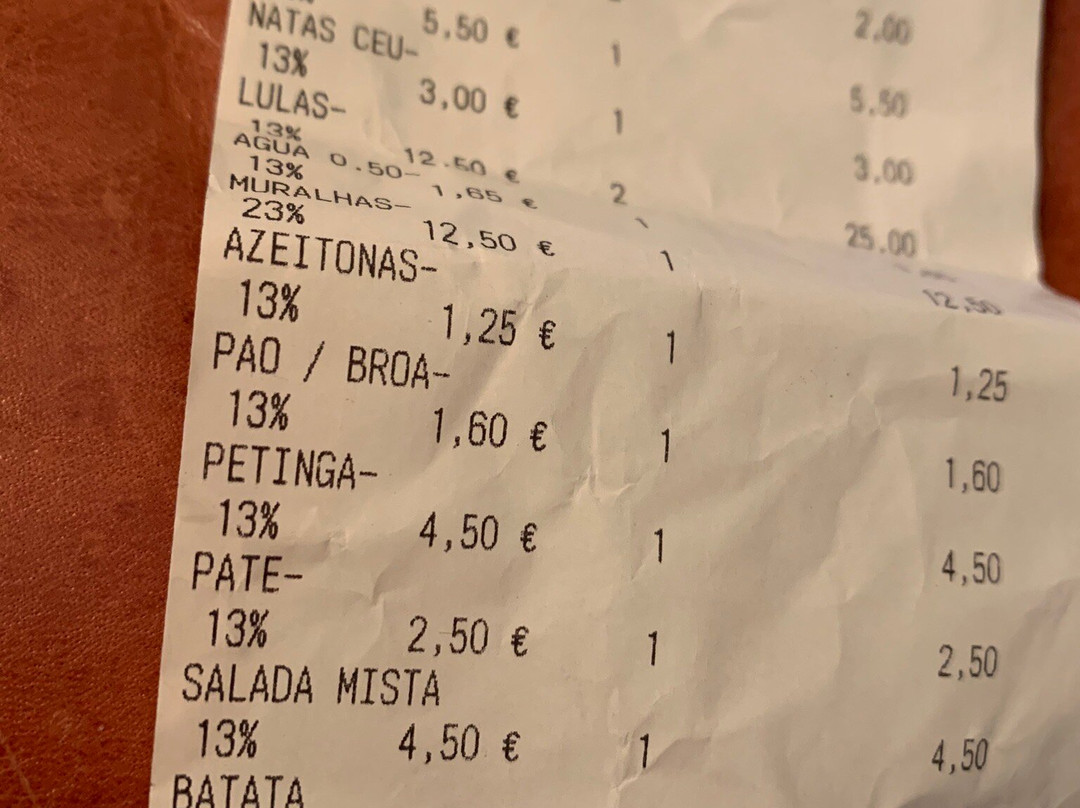 5,50 € 1 2,00
NATAS CEU-
13% 3,00 € 1 5.50
LULAS-
13% 12.50 € 2 3.00
AGUA 0.50-
13% 1,65 € 25.00
MURALHAS-
23% 12,50 € 1 12,50
AZEITONAS-
13% 1,25 € 1 1,25
PAO / BROA-
13% 1,60 € 1 1,60
PETINGA-
13% 4,50 € 1 4,50
PATE-
13% 2,50 € 1 2,50
SALADA MISTA
13% 4,50 € 1 4,50
BATATA